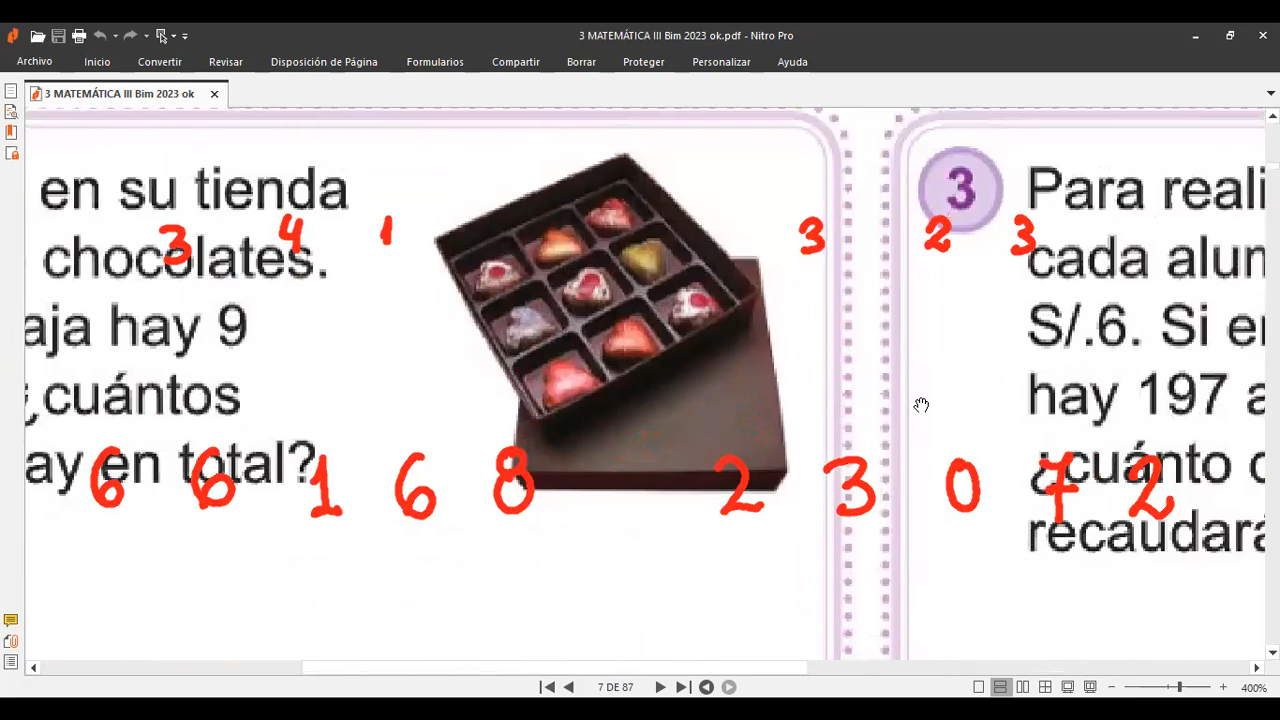 3 MATEMÁTICA III Bim 2023 ok.pdf - Nitro Pro
Archivo Inicio Convertir Revisar Disposición de Página Formularios Compartir Borrar Proteger Personalizar Ayuda
3 MATEMÁTICA III Bim 2023 ok
en su tienda
chocolates.
aja hay 9
¿cuántos
ay en total?
3 4 1
6 6 1 6 8
3 2 3
2 3 0 7 2
3
Para reali
cada alum
S/.6. Si e
hay 197 a
¿cuánto
recaudará
7 DE 87
400%